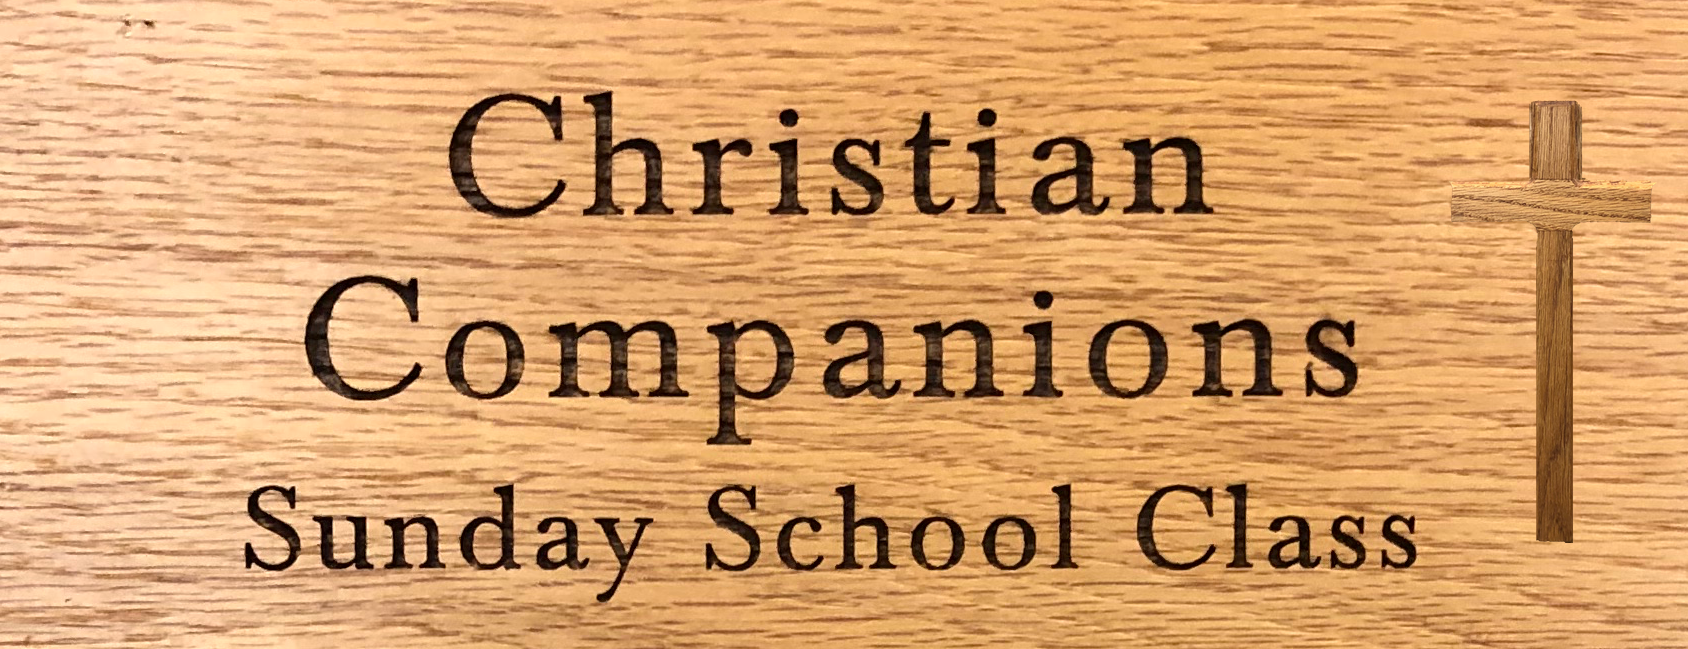 Christian
Companions
Sunday School Class